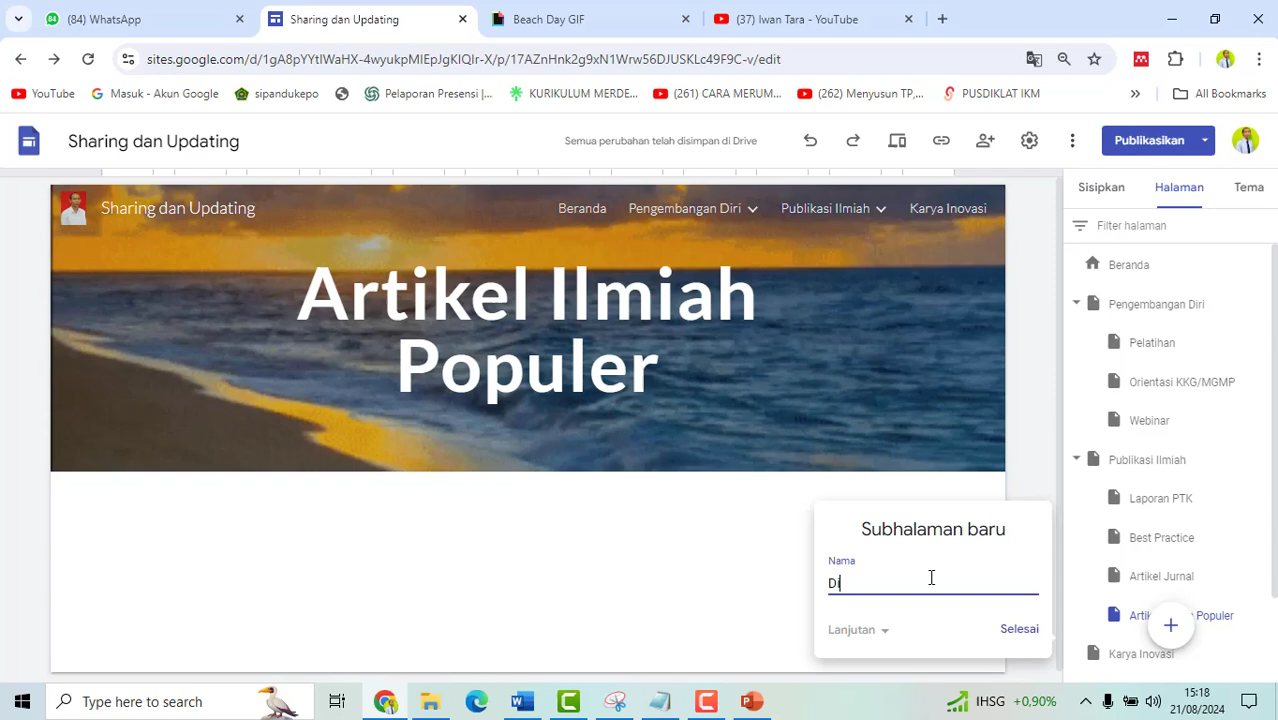 (84) WhatsApp
Sharing dan Updating
Beach Day GIF
(37) Iwan Tara - YouTube
sites.google.com/d/1gA8pYYtlWaHX-4wyukpMIEpJgKIQlr-X/p/17AZnHnk2g9xN1Wrw56DJUSKLc49F9C-v/edit
YouTube
Masuk - Akun Google
sipandukepo
Pelaporan Presensi |...
KURIKULUM MERDE...
(261) CARA MERUM...
(262) Menyusun TP,...
PUSDIKLAT IKM
All Bookmarks
Sharing dan Updating
Semua perubahan telah disimpan di Drive
Publikasikan
Sharing dan Updating
Beranda
Pengembangan Diri
Publikasi Ilmiah
Karya Inovasi
Artikel Ilmiah
Populer
Sisipkan
Halaman
Tema
Filter halaman
Beranda
Pengembangan Diri
Pelatihan
Orientasi KKG/MGMP
Webinar
Publikasi Ilmiah
Laporan PTK
Best Practice
Artikel Jurnal
Populer
Karya Inovasi
Subhalaman baru
Nama
Di
Lanjutan
Selesai
Type here to search
IHSG +0,90%
15:18
21/08/2024